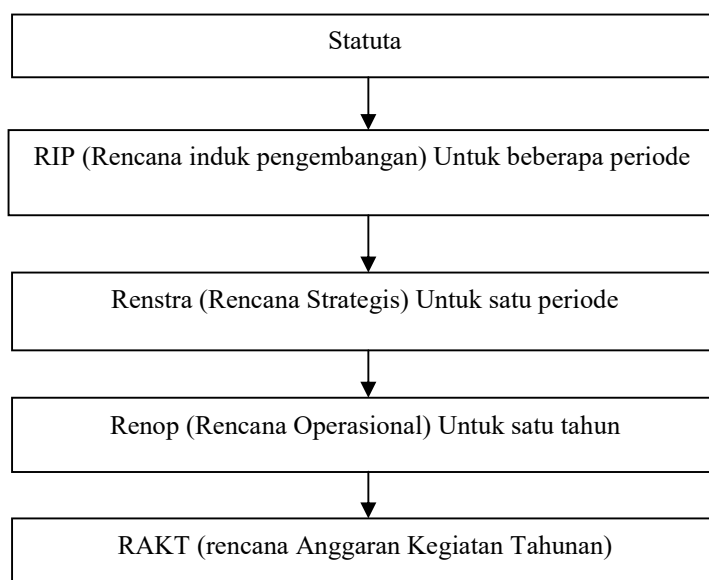 Statuta
RIP (Rencana induk pengembangan) Untuk beberapa periode
Renstra (Rencana Strategis) Untuk satu periode
Renop (Rencana Operasional) Untuk satu tahun
RAKT (rencana Anggaran Kegiatan Tahunan)